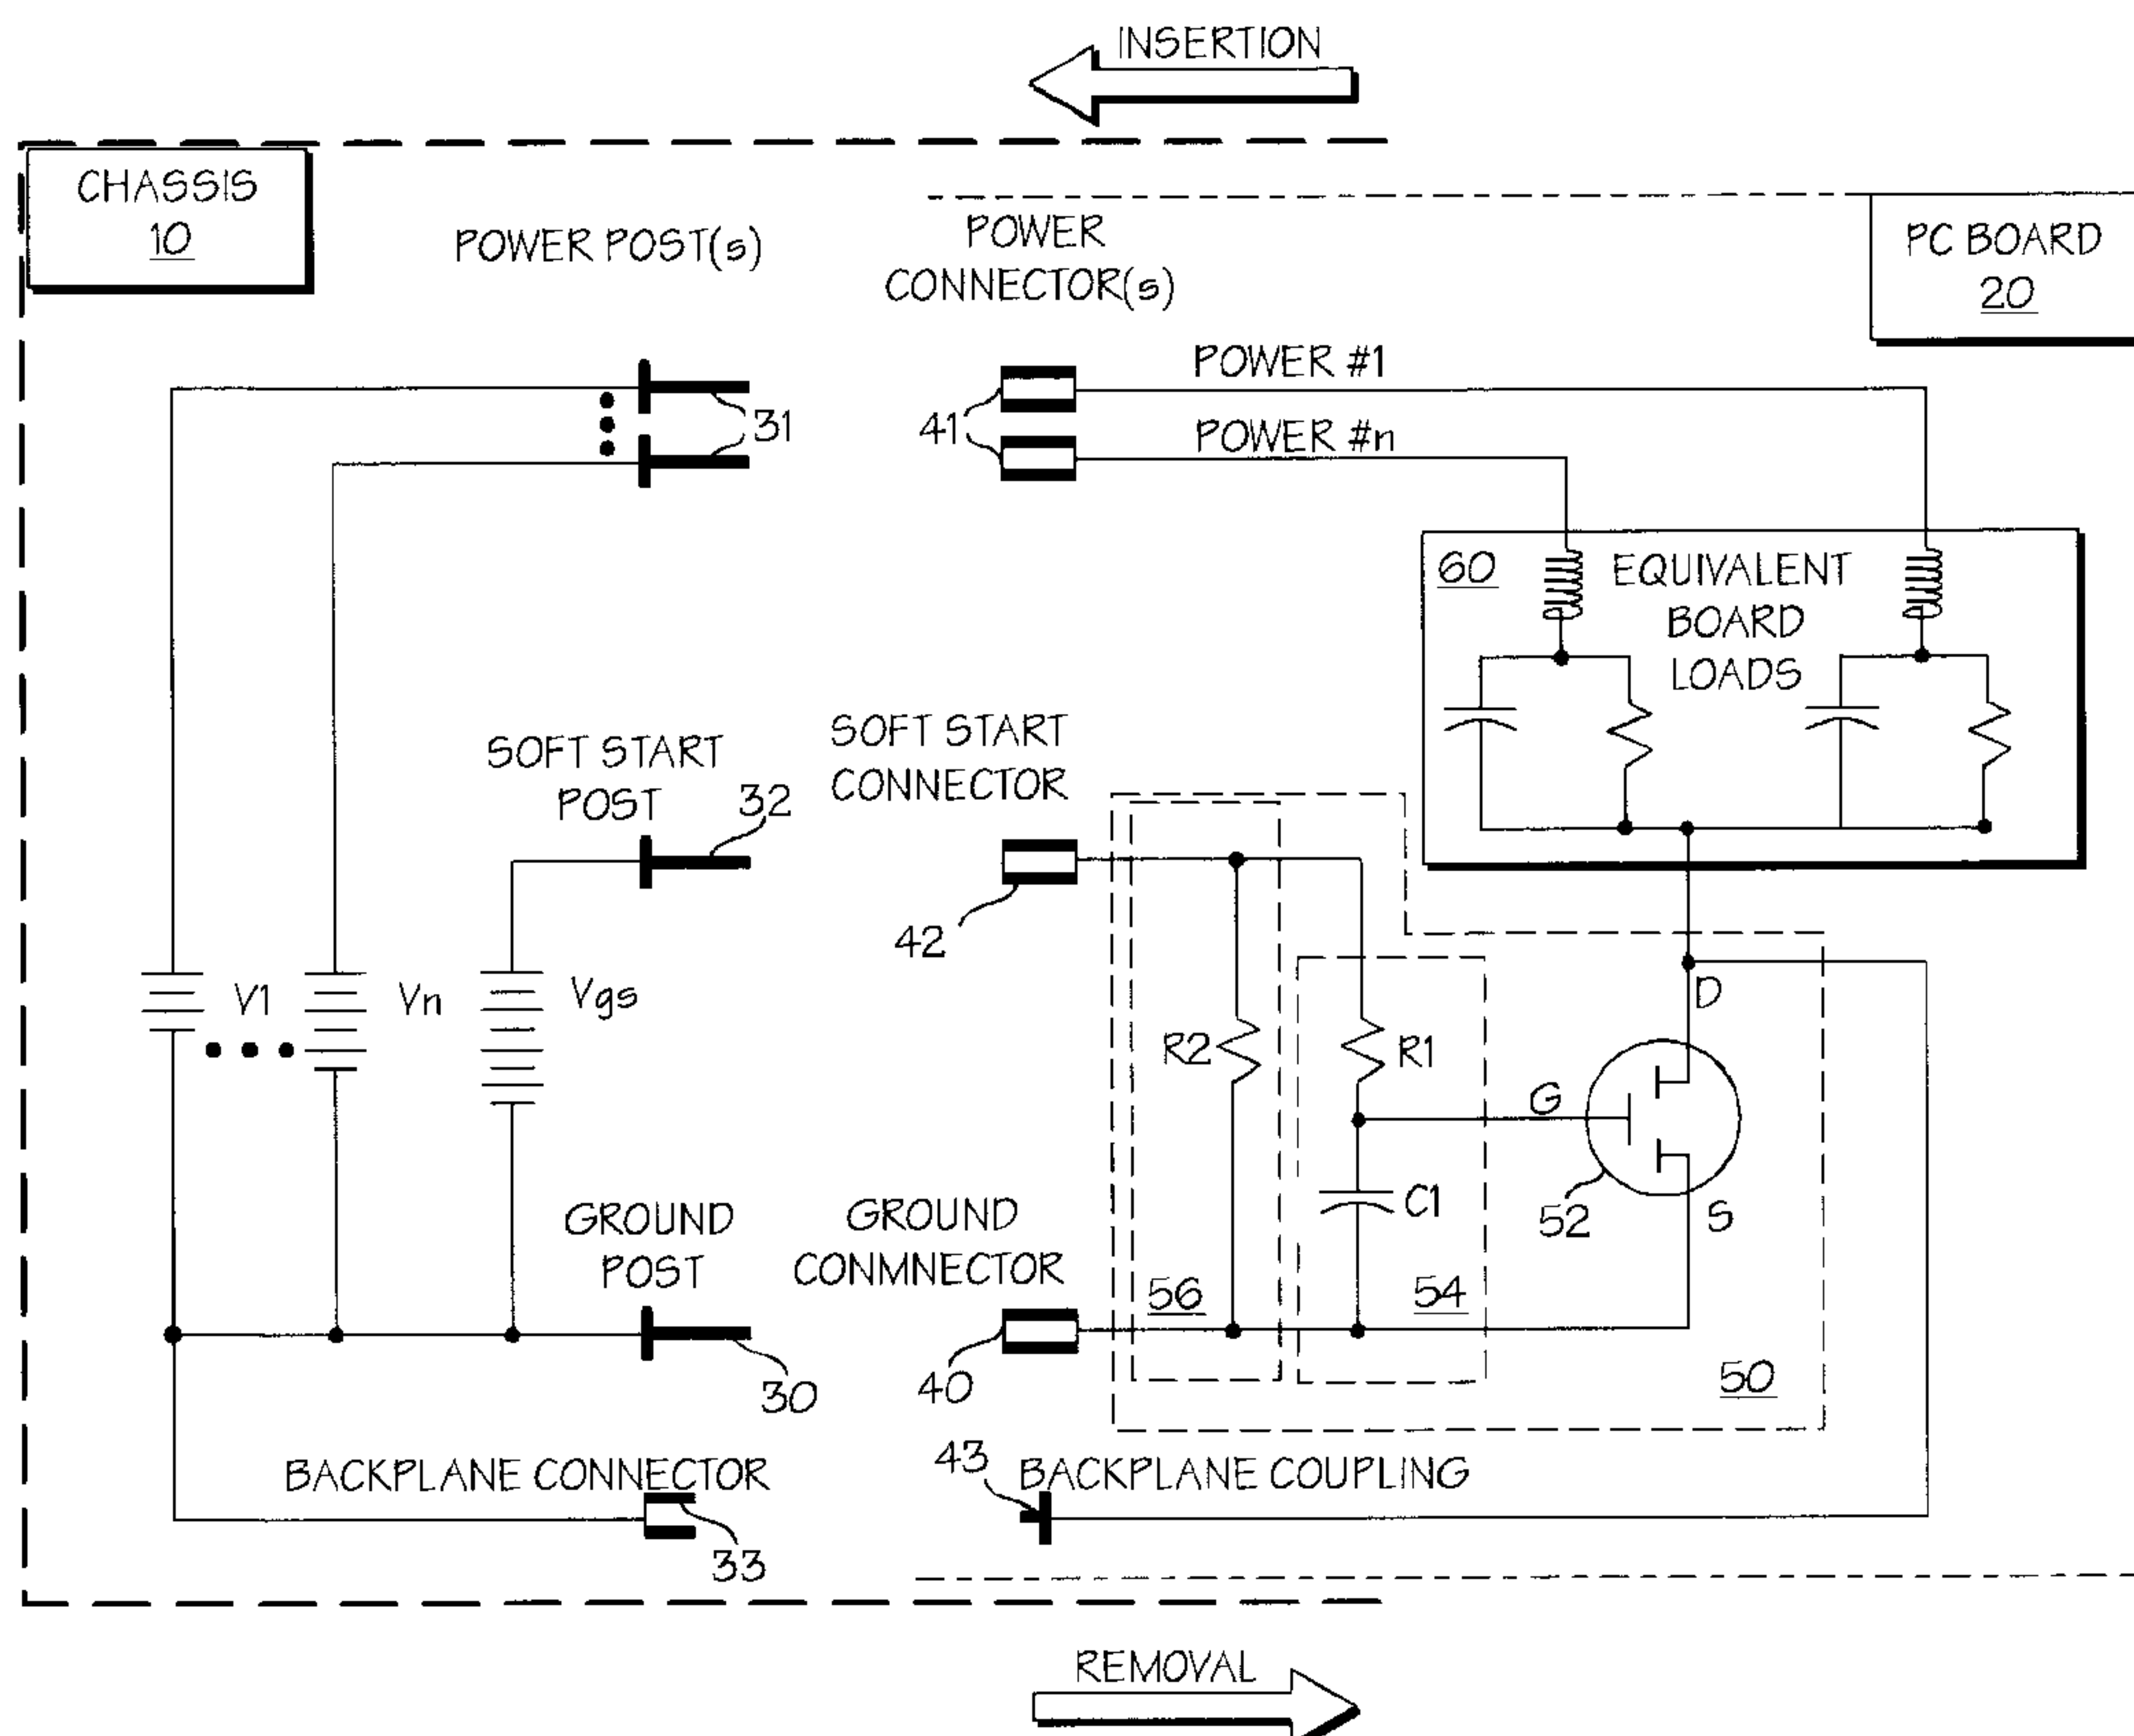 INSERTION
CHASSIS
10
POWER POST(s)
POWER
CONNECTOR(s)
PC BOARD
20
POWER #1
31
41
POWER #n
60
EQUIVALENT
BOARD
LOADS
SOFT START
POST
32
SOFT START
CONNECTOR
42
V1
Vn
Vgs
D
R2
R1
G
C1
52
S
GROUND
POST
GROUND
CONMNECTOR
56
54
30
40
50
BACKPLANE CONNECTOR
43
BACKPLANE COUPLING
33
REMOVAL